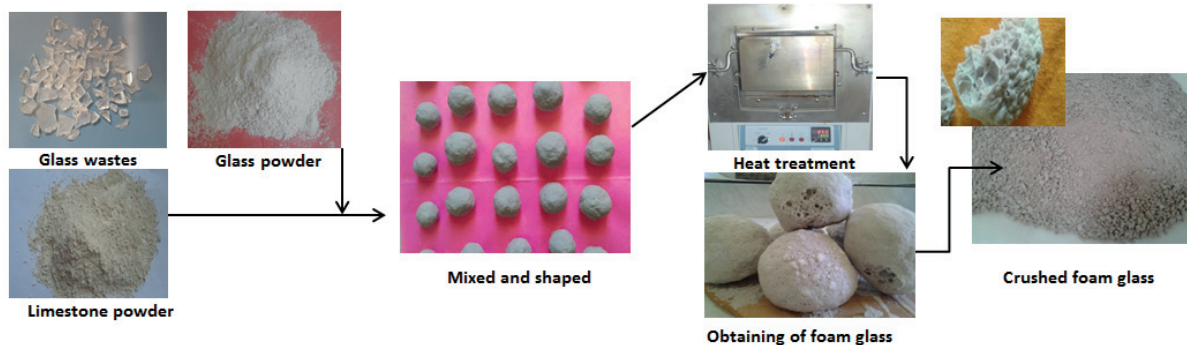 Glass wastes
Glass powder
Limestone powder
Mixed and shaped
Heat treatment
Obtaining of foam glass
Crushed foam glass